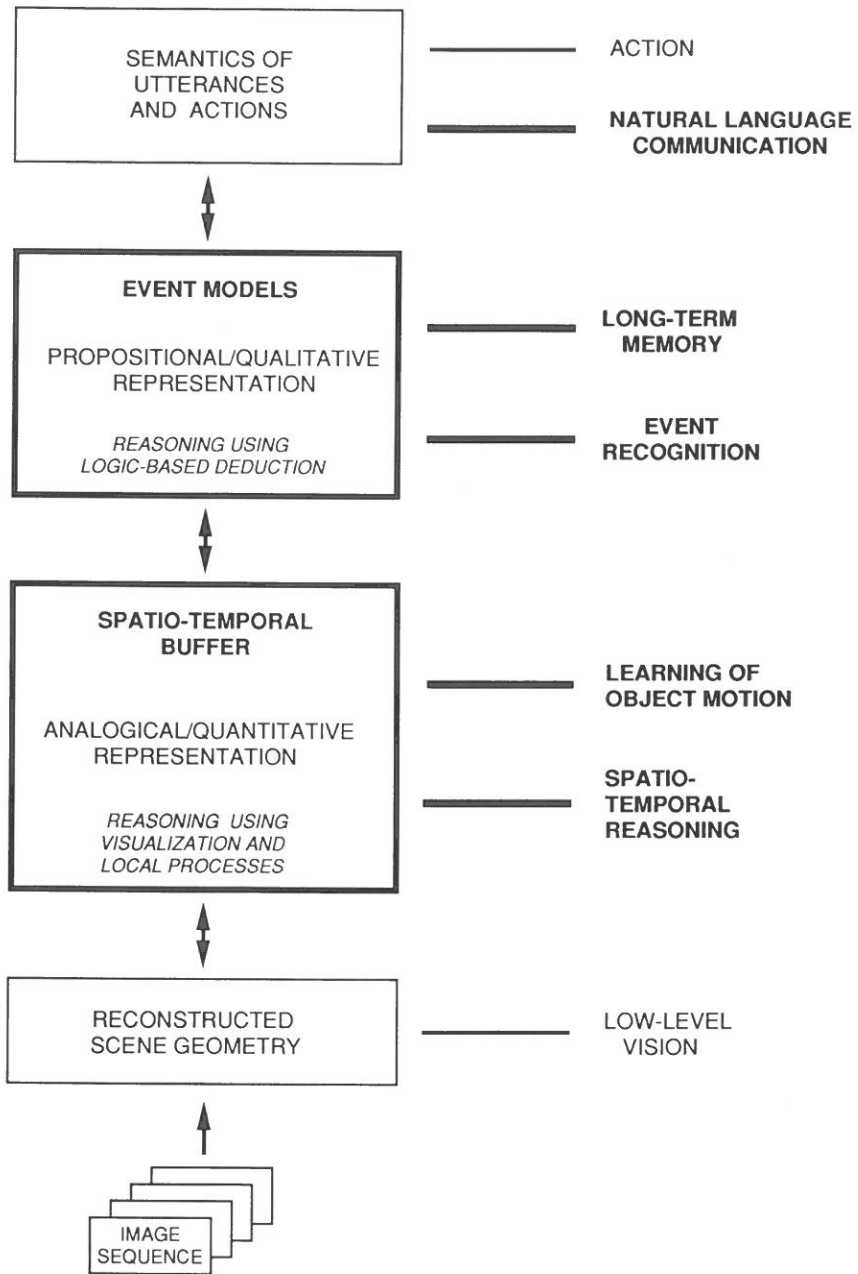 SEMANTICS OF
UTTERANCES
AND ACTIONS
ACTION
NATURAL LANGUAGE
COMMUNICATION
EVENT MODELS
PROPOSITIONAL/QUALITATIVE
REPRESENTATION
REASONING USING
LOGIC-BASED DEDUCTION
LONG-TERM
MEMORY
EVENT
RECOGNITION
SPATIO-TEMPORAL
BUFFER
ANALOGICAL/QUANTITATIVE
REPRESENTATION
REASONING USING
VISUALIZATION AND
LOCAL PROCESSES
LEARNING OF
OBJECT MOTION
SPATIO-
TEMPORAL
REASONING
RECONSTRUCTED
SCENE GEOMETRY
LOW-LEVEL
VISION
IMAGE
SEQUENCE